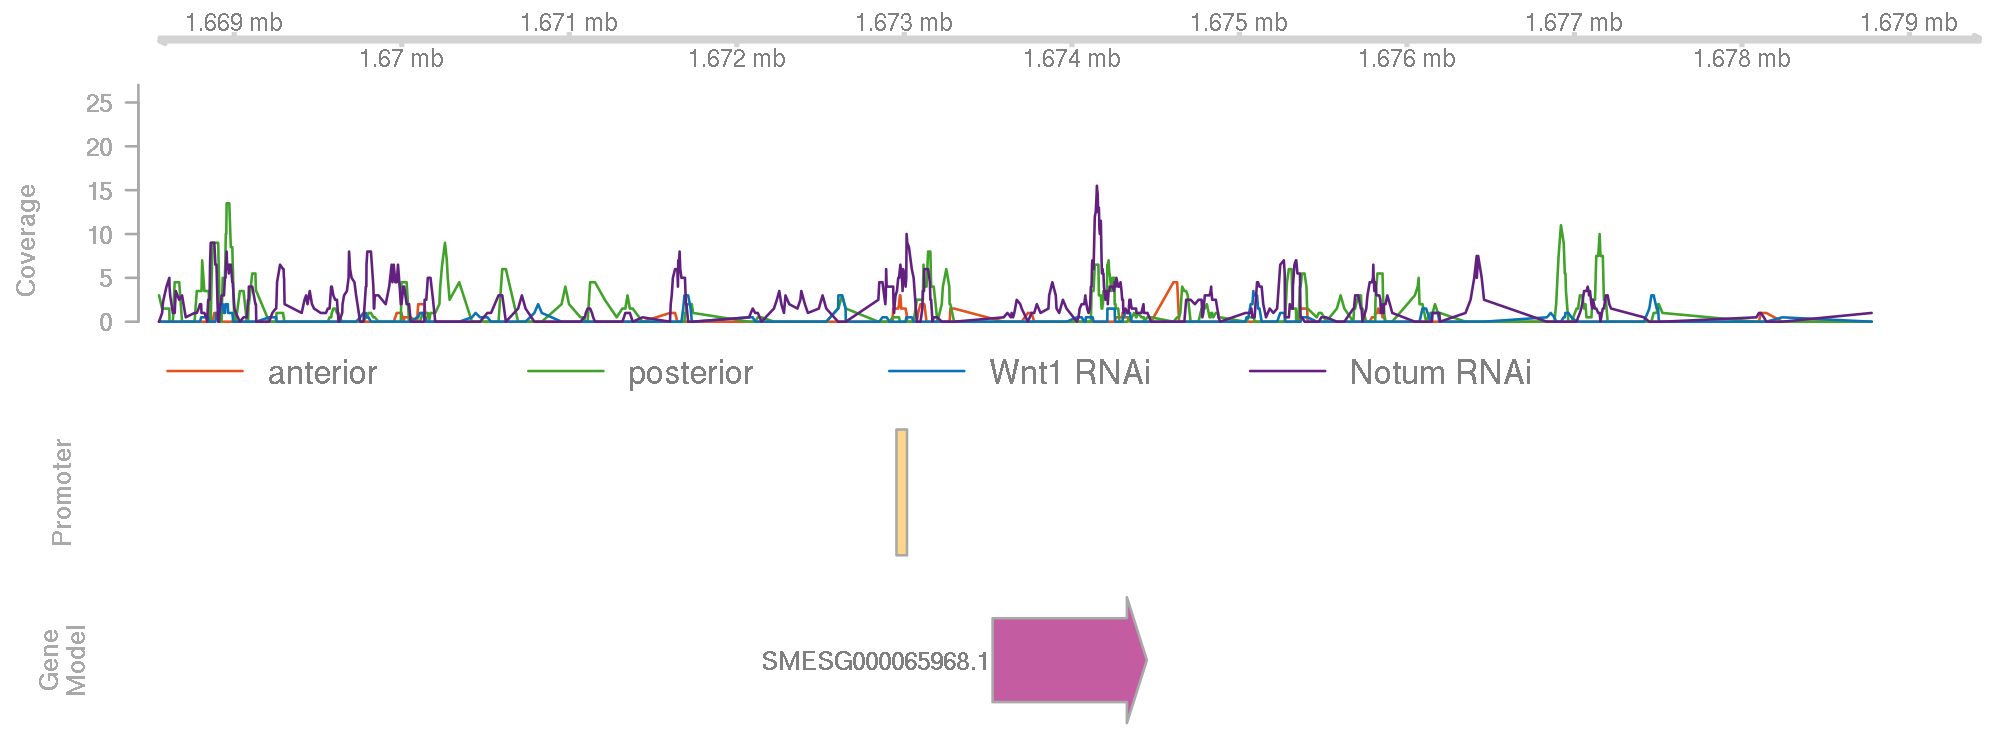 1.669 mb 1.671 mb 1.673 mb 1.675 mb 1.677 mb 1.679 mb
1.67 mb 1.672 mb 1.674 mb 1.676 mb 1.678 mb
25
20
15
10
5
0
Coverage
anterior posterior Wnt1 RNAi Notum RNAi
Promoter
Gene
Model
SMESG000065968.1